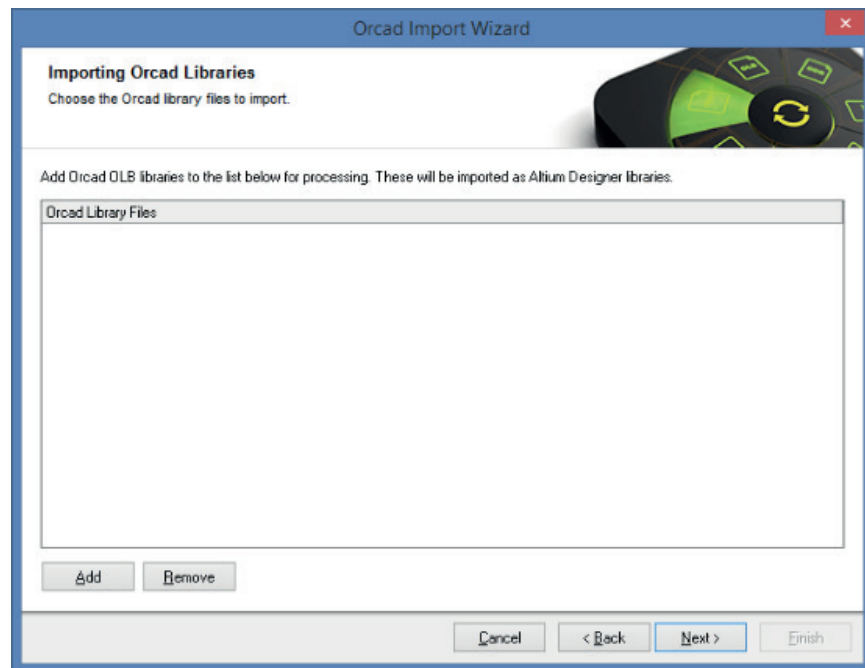 Orcad Import Wizard
Importing Orcad Libraries
Choose the Orcad library files to import.
Add Orcad OLB libraries to the list below for processing. These will be imported as Altium Designer libraries.
Orcad Library Files
Add
Remove
Cancel
< Back
Next >
Finish